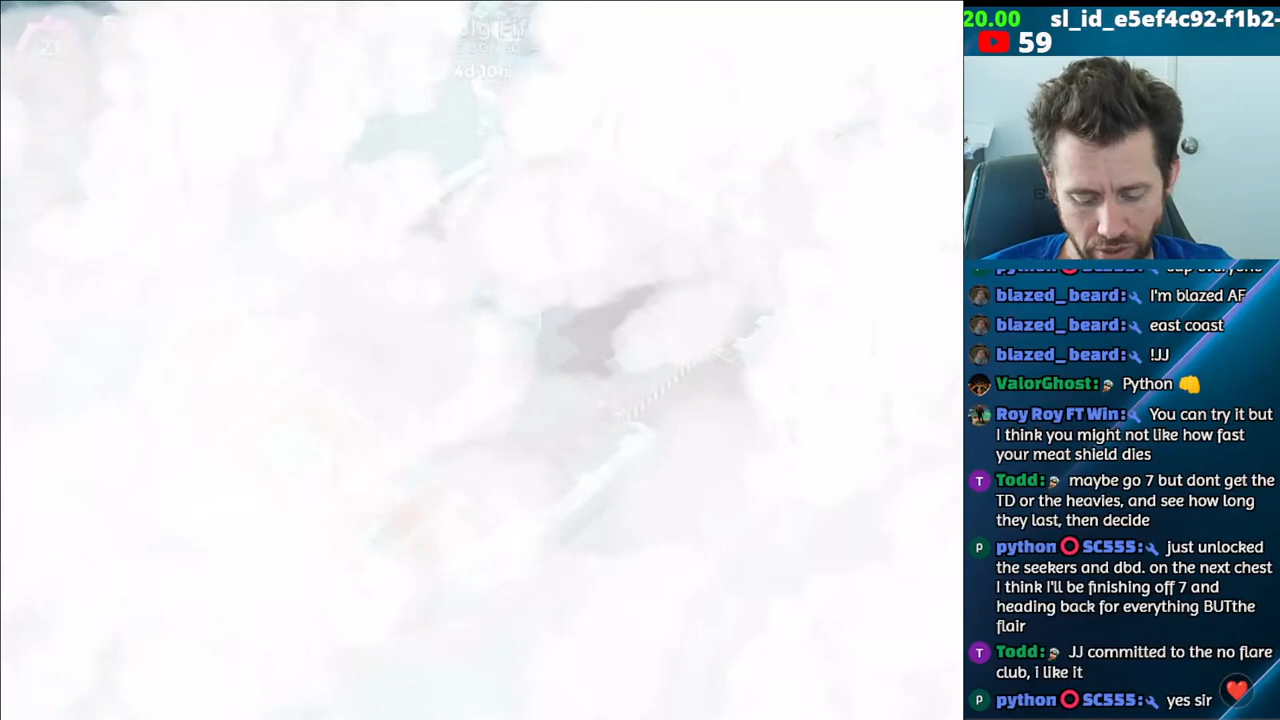 20.00 sl_id_e5ef4c92-f1b2-
59
23
4d 10h
blazed_beard: I'm blazed AF
blazed_beard: east coast
blazed_beard: !JJ
ValorGhost: Python
Roy Roy FT Win: You can try it but
I think you might not like how fast
your meat shield dies
Todd: maybe go 7 but dont get the
TD or the heavies, and see how long
they last, then decide
python SC555: just unlocked
the seekers and dbd. on the next chest
I think I'll be finishing off 7 and
heading back for everything BUTthe
flair
Todd: JJ committed to the no flare
club, i like it
python SC555: yes sir